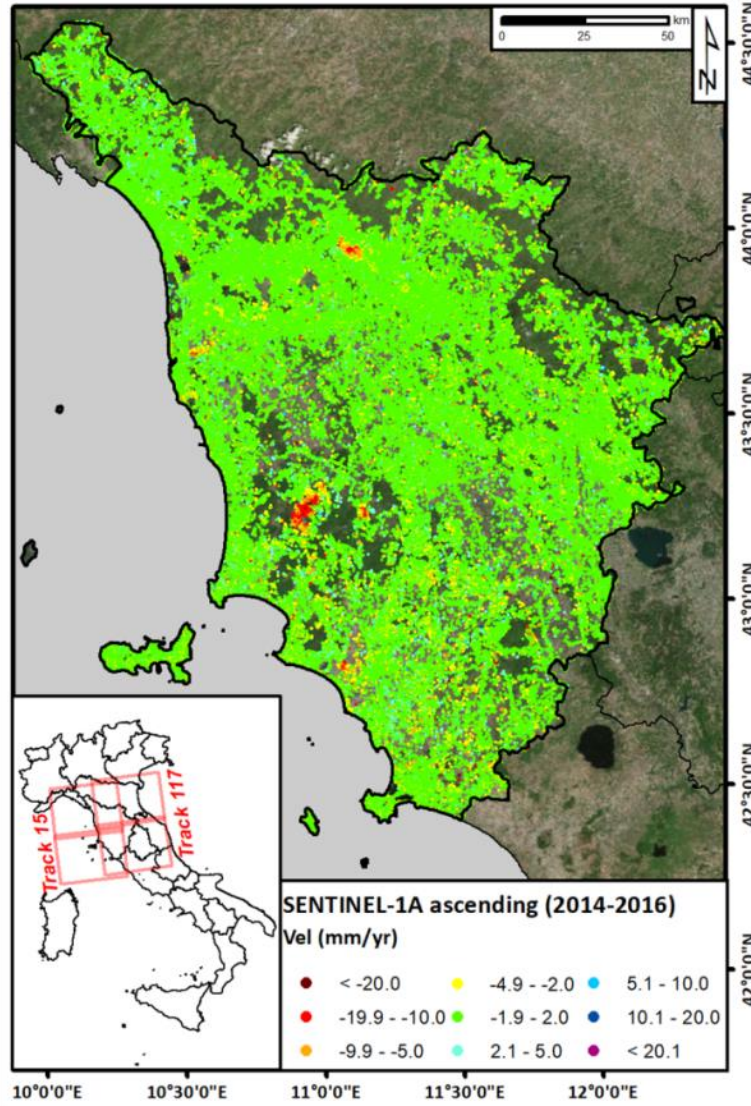 0 25 50 km
N
44°30'0"N
44°0'0"N
43°30'0"N
43°0'0"N
42°30'0"N
42°0'0"N
Track 15
Track 117
SENTINEL-1A ascending (2014-2016)
Vel (mm/yr)
< -20.0
-19.9 - -10.0
-9.9 - -5.0
-4.9 - -2.0
-1.9 - 2.0
2.1 - 5.0
5.1 - 10.0
10.1 - 20.0
< 20.1
10°0'0"E 10°30'0"E 11°0'0"E 11°30'0"E 12°0'0"E